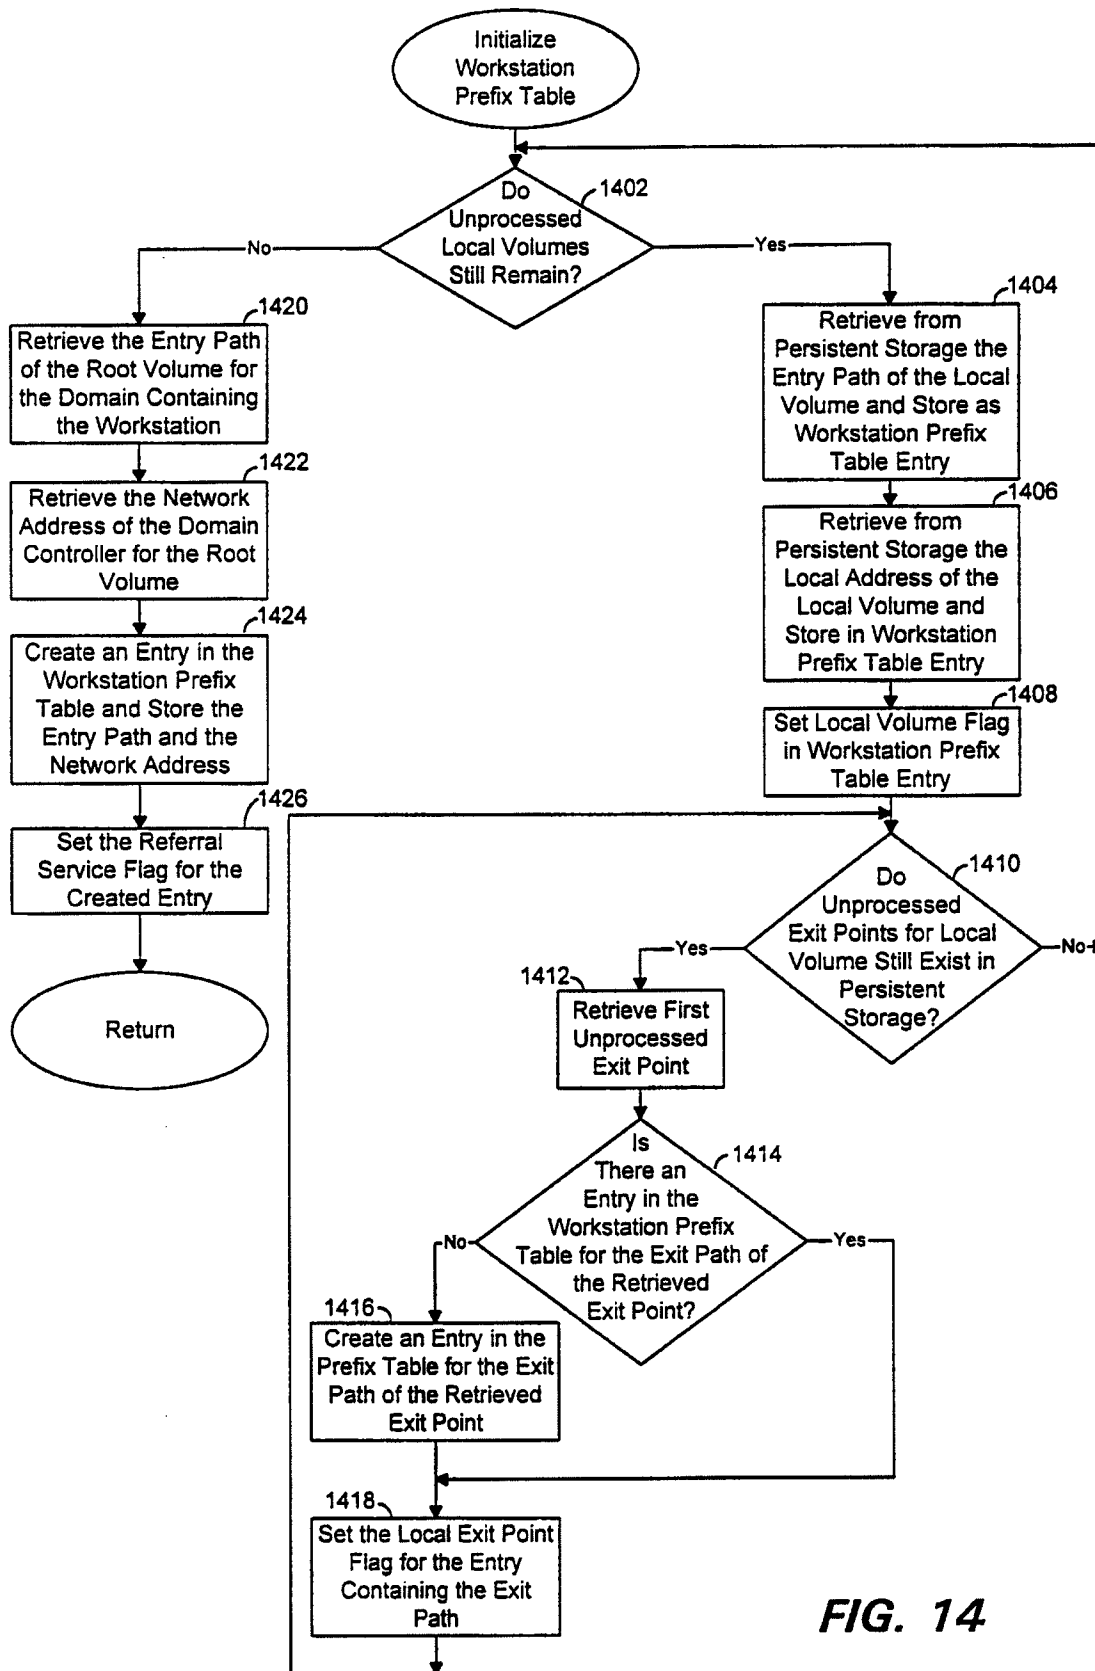 Initialize
Workstation
Prefix Table
1402
Do
Unprocessed
Local Volumes
Still Remain?
No
Yes
1420
Retrieve the Entry Path
of the Root Volume for
the Domain Containing
the Workstation
1422
Retrieve the Network
Address of the Domain
Controller for the Root
Volume
1424
Create an Entry in the
Workstation Prefix
Table and Store the
Entry Path and the
Network Address
1426
Set the Referral
Service Flag for the
Created Entry
Return
1404
Retrieve from
Persistent Storage the
Entry Path of the Local
Volume and Store as
Workstation Prefix
Table Entry
1406
Retrieve from
Persistent Storage the
Local Address of the
Local Volume and
Store in Workstation
Prefix Table Entry
1408
Set Local Volume Flag
in Workstation Prefix
Table Entry
1410
Do
Unprocessed
Exit Points for Local
Volume Still Exist in
Persistent
Storage?
Yes
No
1412
Retrieve First
Unprocessed
Exit Point
1414
Is
There an
Entry in the
Workstation Prefix
Table for the Exit Path of
the Retrieved
Exit Point?
No
Yes
1416
Create an Entry in the
Prefix Table for the Exit
Path of the Retrieved
Exit Point
1418
Set the Local Exit Point
Flag for the Entry
Containing the Exit
Path
FIG. 14